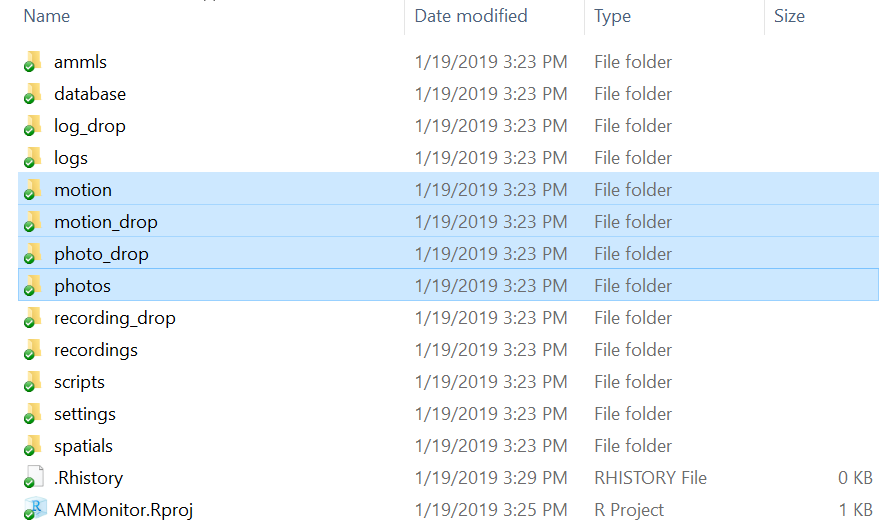 Name Date modified Type Size
ammls 1/19/2019 3:23 PM File folder
database 1/19/2019 3:23 PM File folder
log_drop 1/19/2019 3:23 PM File folder
logs 1/19/2019 3:23 PM File folder
motion 1/19/2019 3:23 PM File folder
motion_drop 1/19/2019 3:23 PM File folder
photo_drop 1/19/2019 3:23 PM File folder
photos 1/19/2019 3:23 PM File folder
recording_drop 1/19/2019 3:23 PM File folder
recordings 1/19/2019 3:23 PM File folder
scripts 1/19/2019 3:23 PM File folder
settings 1/19/2019 3:23 PM File folder
spatials 1/19/2019 3:23 PM File folder
.Rhistory 1/19/2019 3:29 PM RHISTORY File 0 KB
AMMonitor.Rproj 1/19/2019 3:25 PM R Project 1 KB